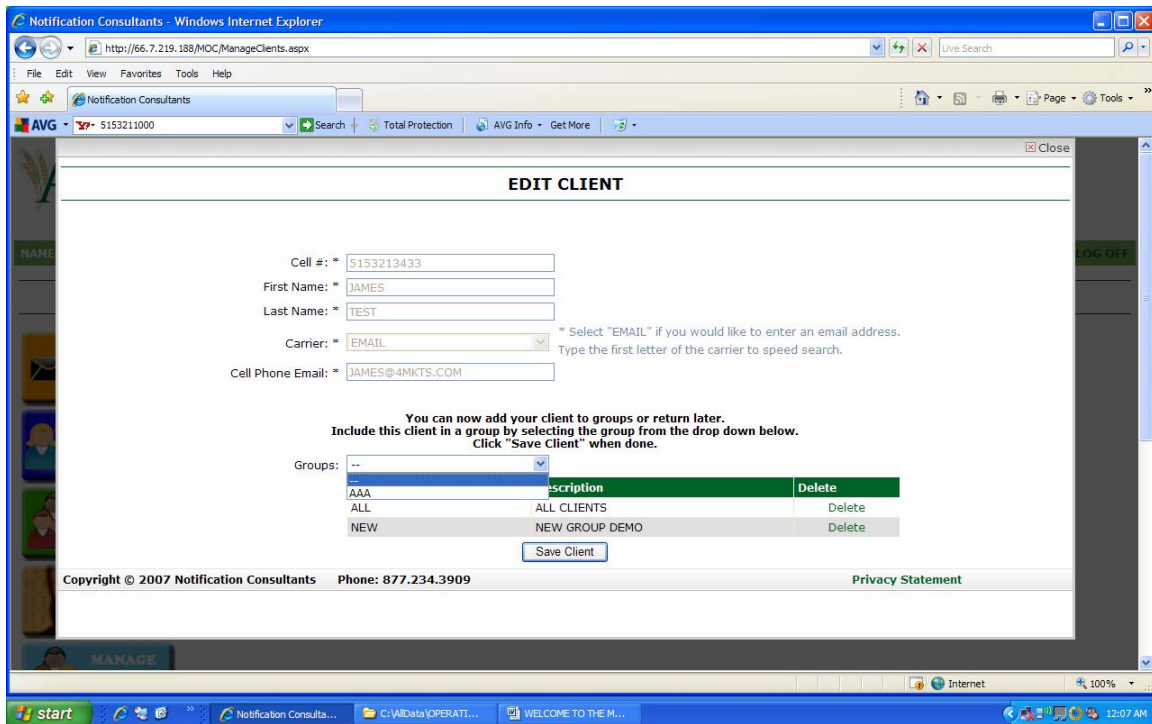 Notification Consultants - Windows Internet Explorer
http://66.7.219.188/MOC/ManageClients.aspx
Live Search
File Edit View Favorites Tools Help
Notification Consultants
Page Tools »
AVG 5153211000 Search Total Protection AVG Info Get More
Close
EDIT CLIENT
NAME
LOG OFF
Cell #: * 5153213433
First Name: * JAMES
Last Name: * TEST
* Select "EMAIL" if you would like to enter an email address.
Carrier: * EMAIL
Type the first letter of the carrier to speed search.
Cell Phone Email: * JAMES@4MKTS.COM
You can now add your client to groups or return later.
Include this client in a group by selecting the group from the drop down below.
Click "Save Client" when done.
Groups: --
--
escription Delete
AAA
ALL ALL CLIENTS Delete
NEW NEW GROUP DEMO Delete
Save Client
Copyright © 2007 Notification Consultants Phone: 877.234.3909 Privacy Statement
MANAGE
Internet 100%
start » Notification Consulta... C:\AllData\OPERATI... WELCOME TO THE M... 12:07 AM